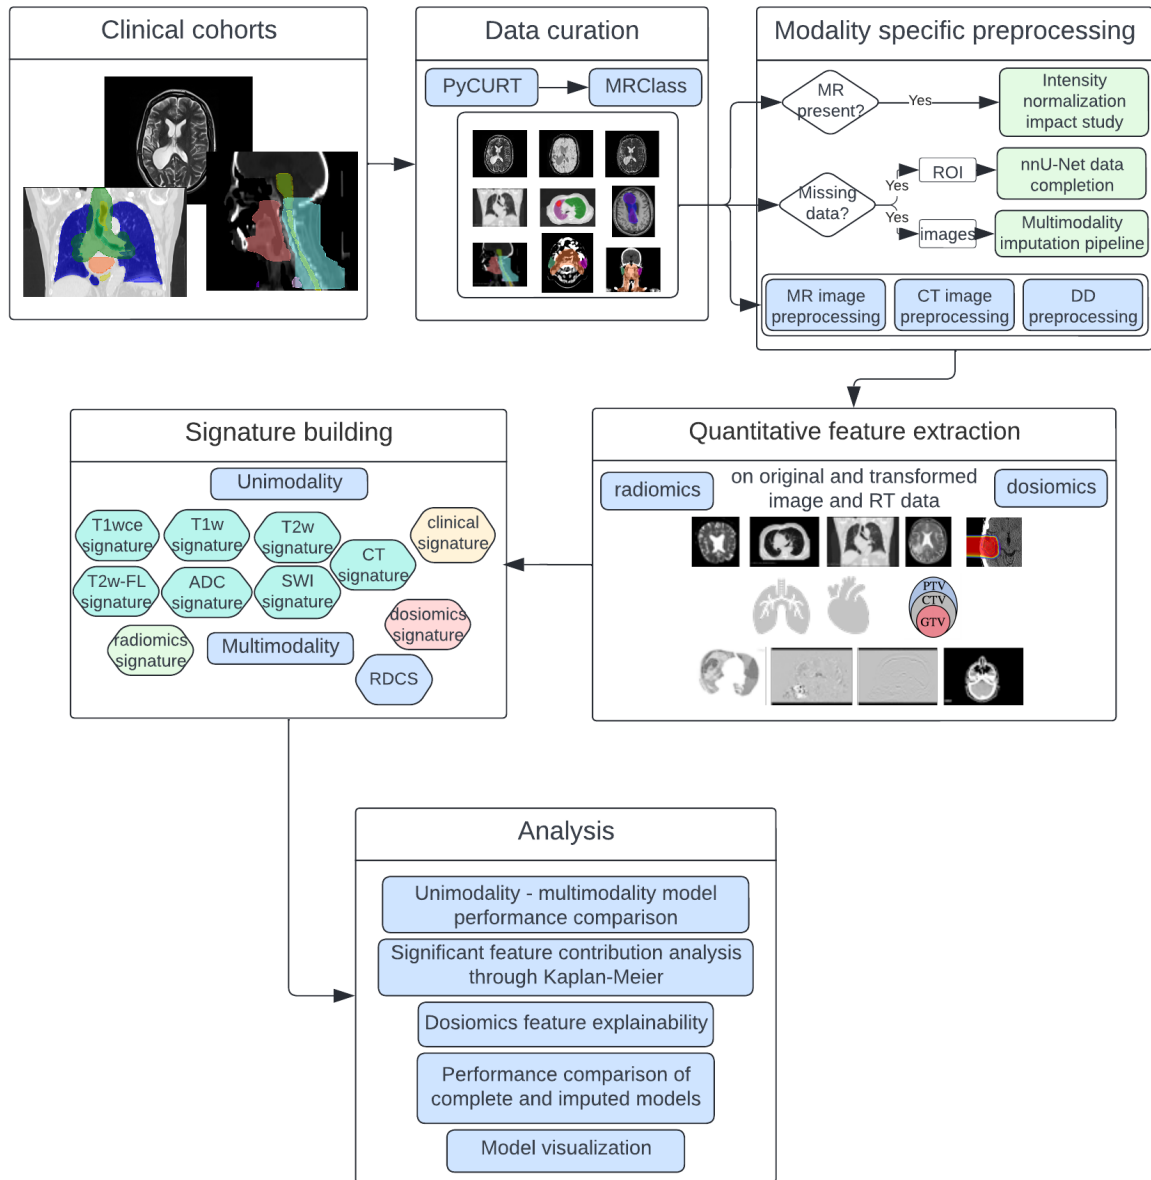 Clinical cohorts
Data curation
PyCURT
MRClass
Modality specific preprocessing
MR
present?
Yes
Intensity
normalization
impact study
Missing
data?
Yes
ROI
nnU-Net data
completion
Yes
images
Multimodality
imputation pipeline
MR image
preprocessing
CT image
preprocessing
DD
preprocessing
Quantitative feature extraction
radiomics
on original and transformed
image and RT data
dosiomics
PTV
CTV
GTV
Signature building
Unimodality
T1wce
signature
T1w
signature
T2w
signature
CT
signature
clinical
signature
T2w-FL
signature
ADC
signature
SWI
signature
dosiomics
signature
radiomics
signature
Multimodality
RDCS
Analysis
Unimodality - multimodality model
performance comparison
Significant feature contribution analysis
through Kaplan-Meier
Dosiomics feature explainability
Performance comparison of
complete and imputed models
Model visualization